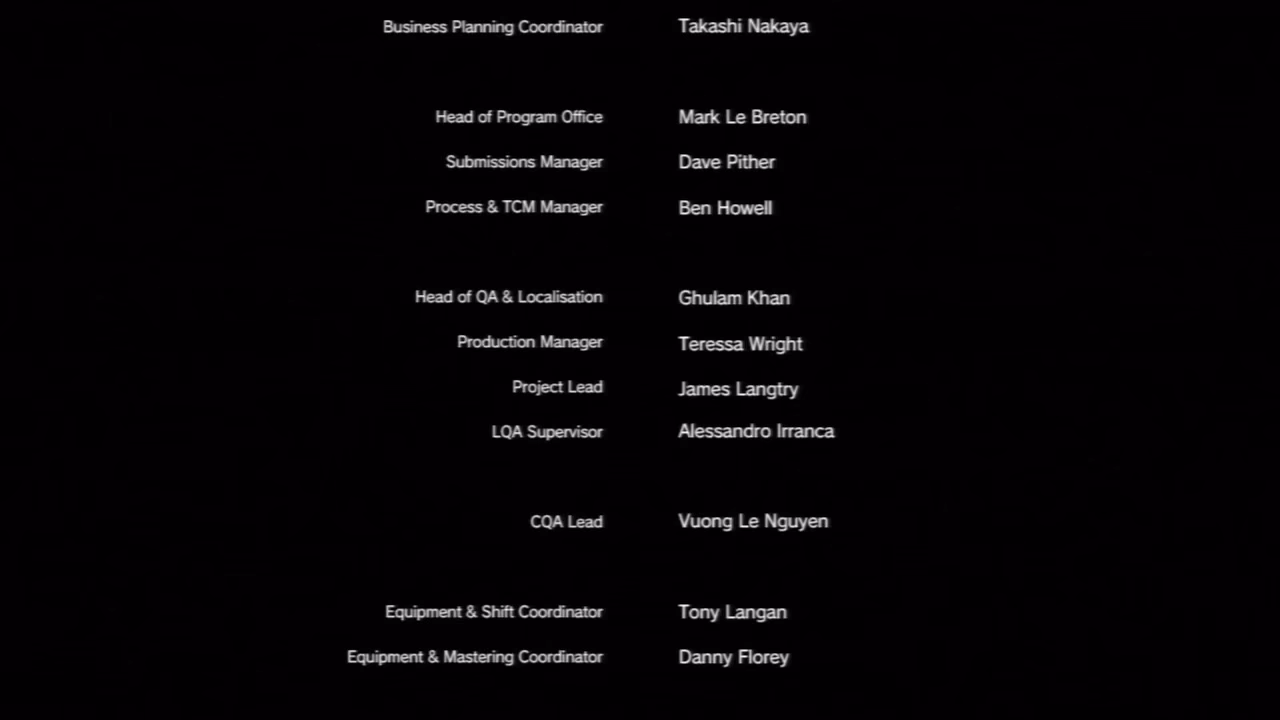 Business Planning Coordinator Takashi Nakaya
Head of Program Office Mark Le Breton
Submissions Manager Dave Pither
Process & TCM Manager Ben Howell
Head of QA & Localisation Ghulam Khan
Production Manager Teressa Wright
Project Lead James Langtry
LQA Supervisor Alessandro Irranca
CQA Lead Vuong Le Nguyen
Equipment & Shift Coordinator Tony Langan
Equipment & Mastering Coordinator Danny Florey